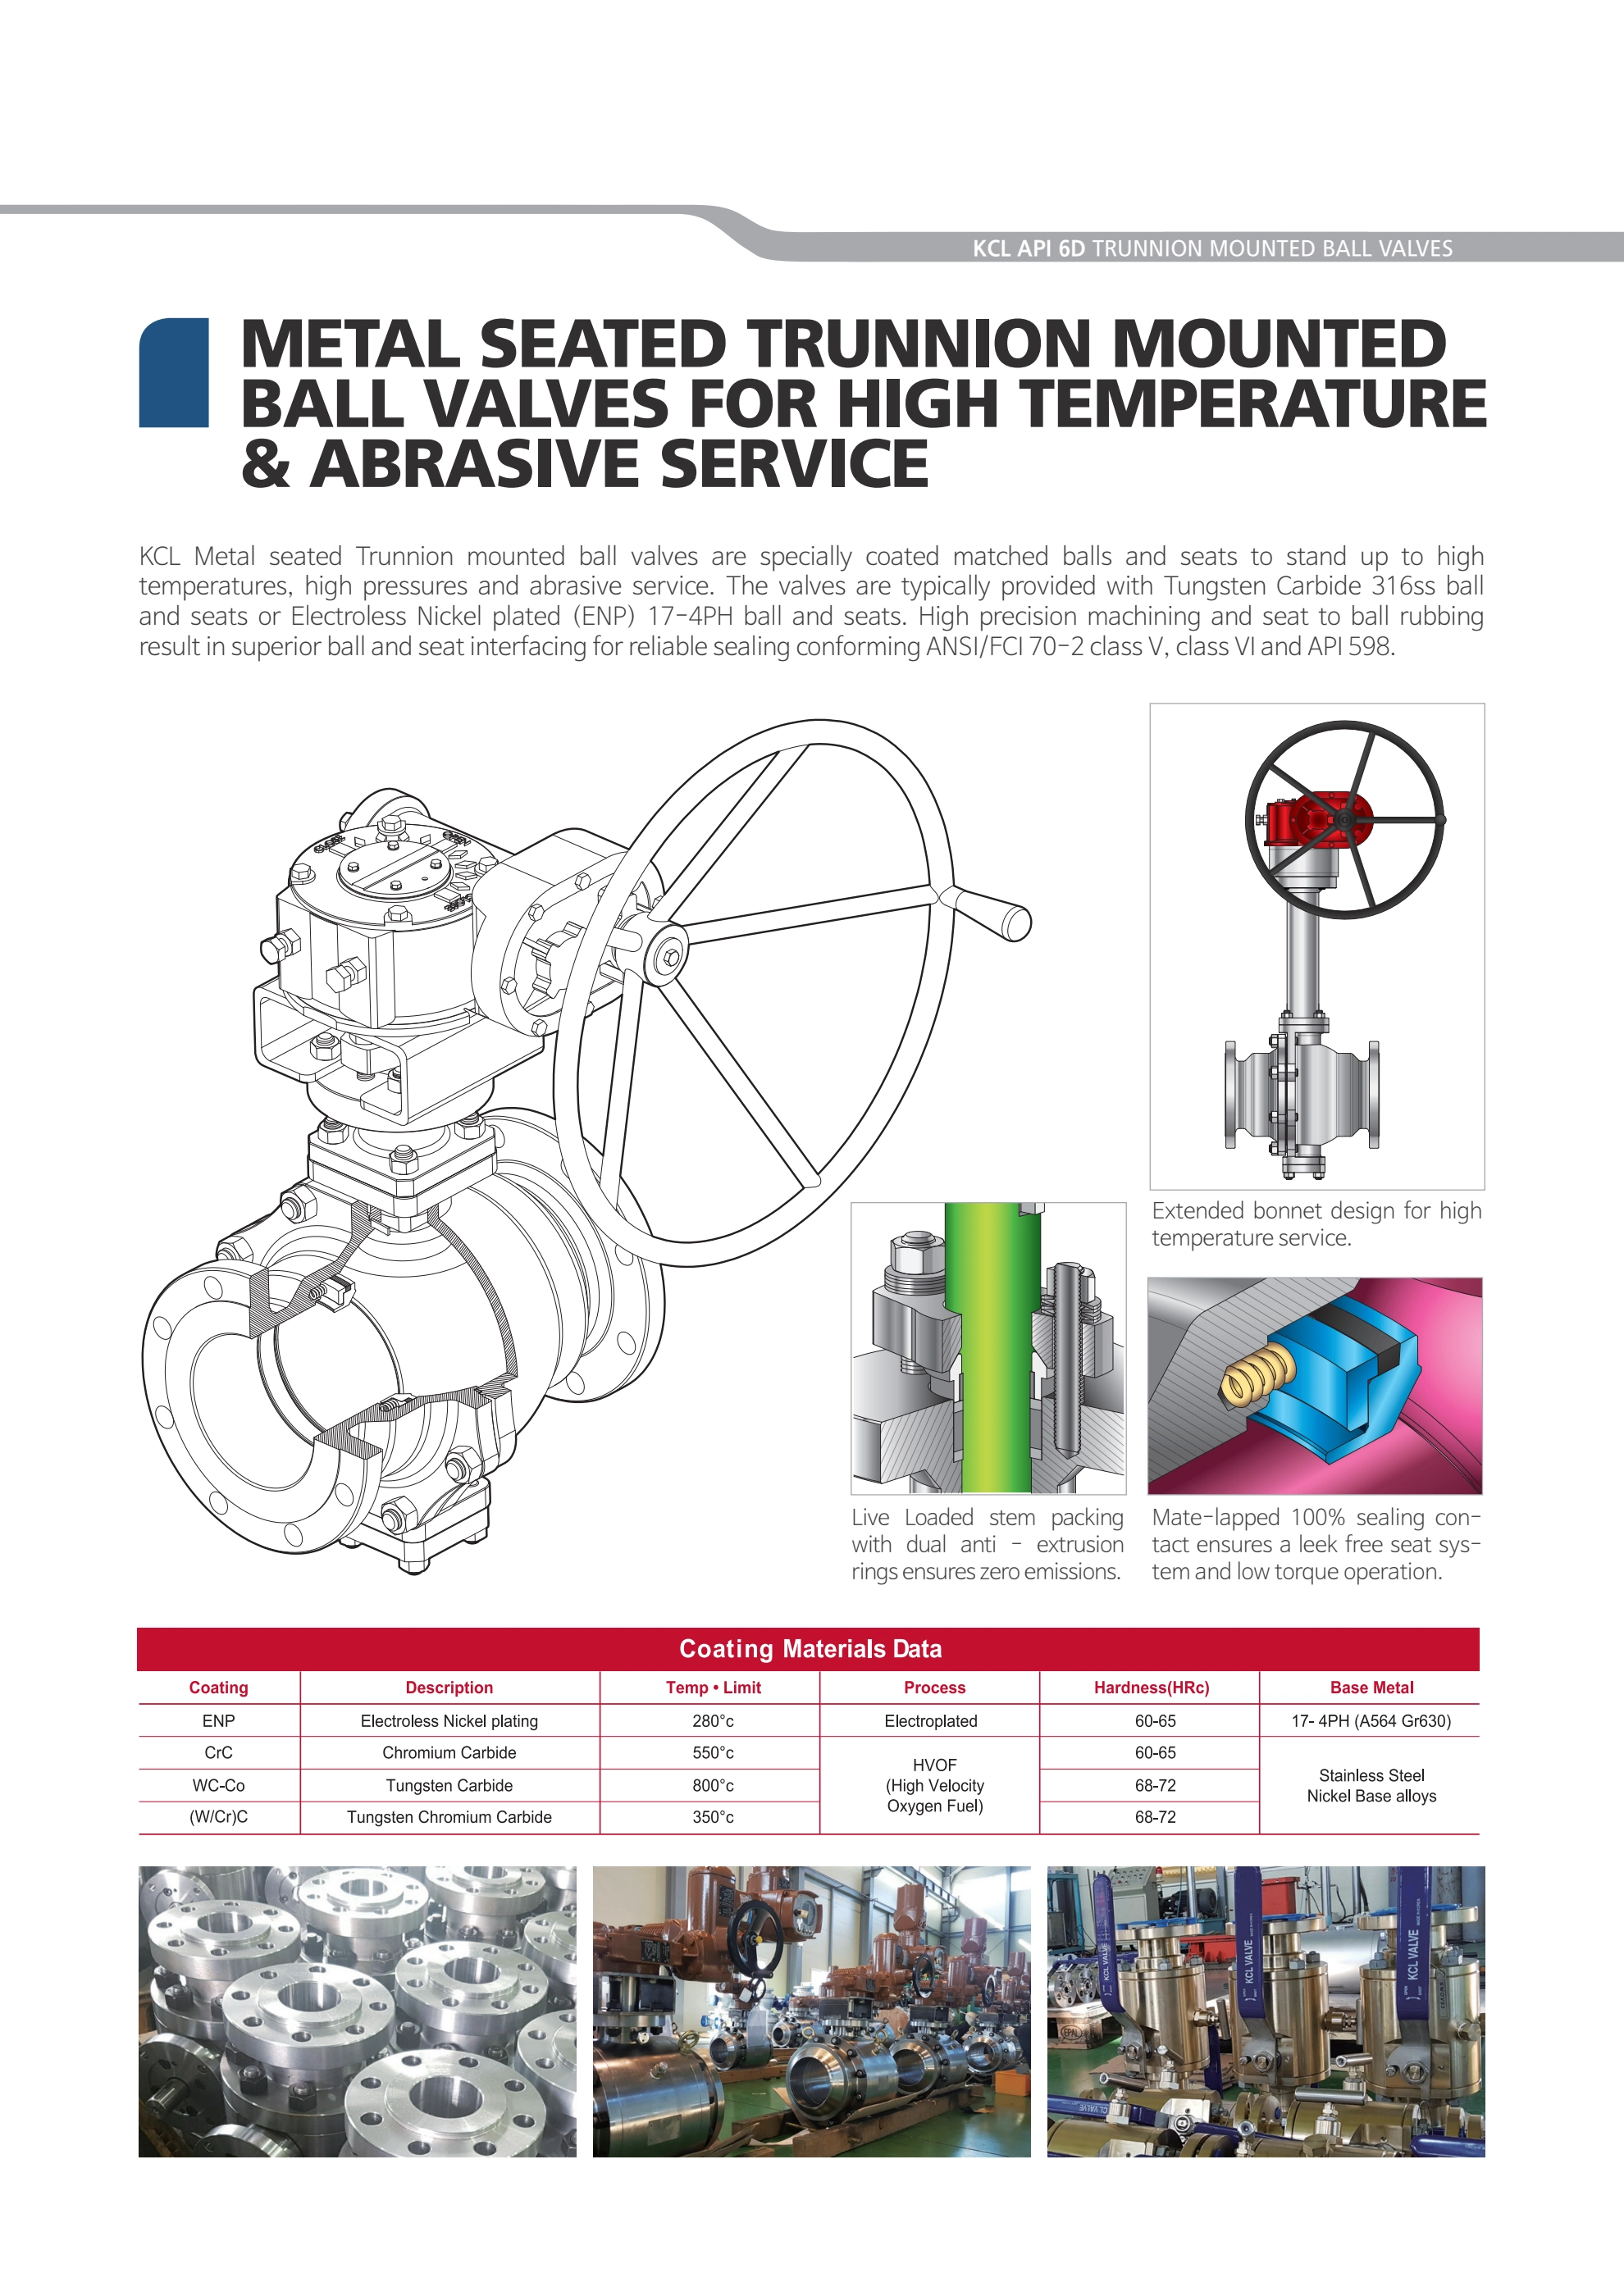 KCL API 6D TRUNNION MOUNTED BALL VALVES
METAL SEATED TRUNNION MOUNTED
BALL VALVES FOR HIGH TEMPERATURE
& ABRASIVE SERVICE
KCL Metal seated Trunnion mounted ball valves are specially coated matched balls and seats to stand up to high
temperatures, high pressures and abrasive service. The valves are typically provided with Tungsten Carbide 316ss ball
and seats or Electroless Nickel plated (ENP) 17-4PH ball and seats. High precision machining and seat to ball rubbing
result in superior ball and seat interfacing for reliable sealing conforming ANSI/FCI 70-2 class V, class VI and API 598.
Extended bonnet design for high
temperature service.
Live Loaded stem packing
with dual anti - extrusion
rings ensures zero emissions.
Mate-lapped 100% sealing con-
tact ensures a leek free seat sys-
tem and low torque operation.
Coating Materials Data
Coating Description Temp • Limit Process Hardness(HRc) Base Metal
ENP Electroless Nickel plating 280°c Electroplated 60-65 17- 4PH (A564 Gr630)
CrC Chromium Carbide 550°c HVOF 60-65 Stainless Steel
WC-Co Tungsten Carbide 800°c (High Velocity 68-72 Nickel Base alloys
(W/Cr)C Tungsten Chromium Carbide 350°c Oxygen Fuel) 68-72
KCL VALVE
KCL VALVE
KCL VALVE